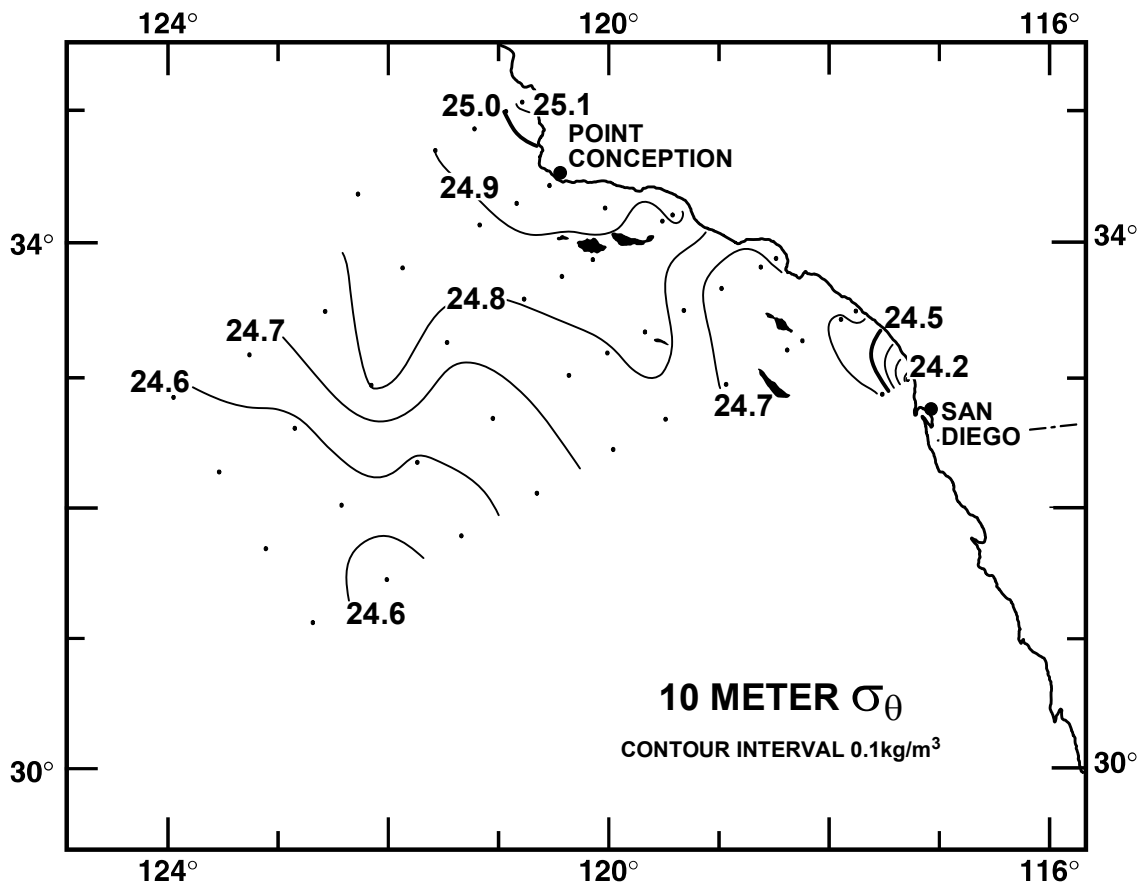 124° 120° 116°
25.0 25.1
POINT
CONCEPTION
24.9
34° 34°
24.8
24.7
24.5
24.6
24.2
24.7
SAN
DIEGO
24.6
10 METER σθ
CONTOUR INTERVAL 0.1kg/m³
30° 30°
124° 120° 116°